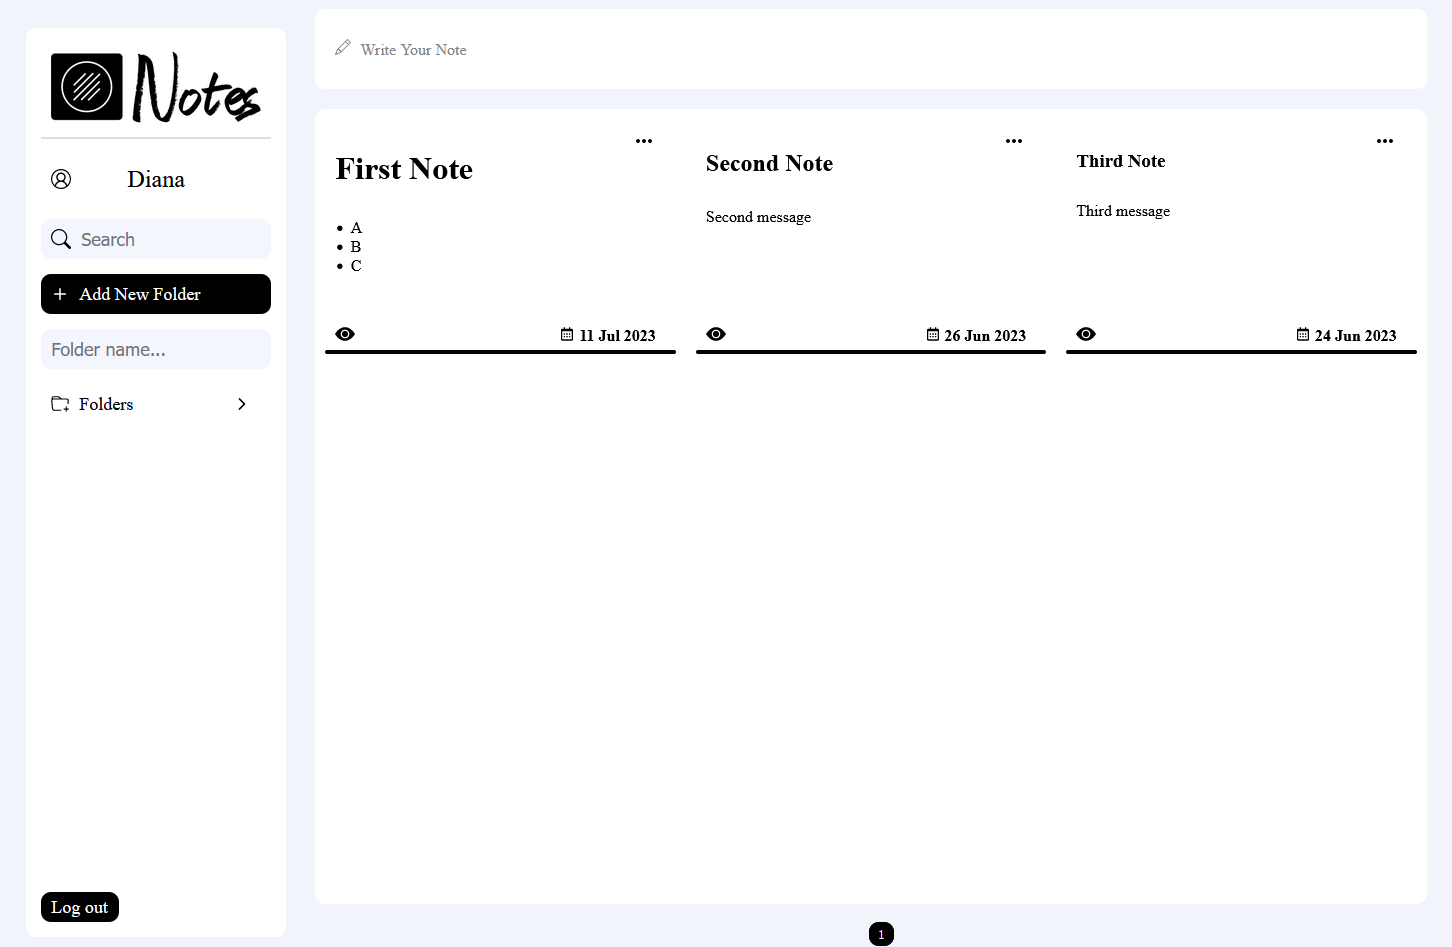 Notes
Diana
Search
Add New Folder
Folder name...
Folders
Log out
Write Your Note
First Note
A
B
C
11 Jul 2023
Second Note
Second message
26 Jun 2023
Third Note
Third message
24 Jun 2023
1